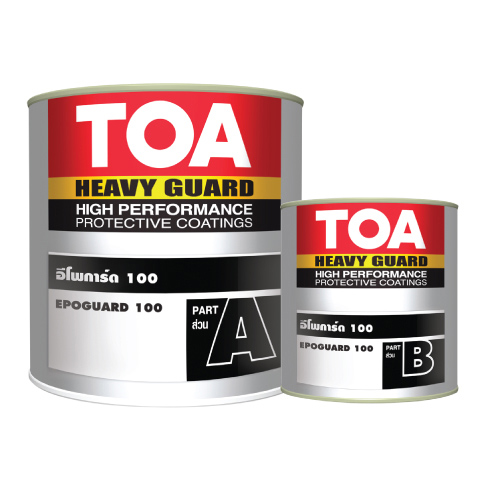 TOA
HEAVY GUARD
HIGH PERFORMANCE
PROTECTIVE COATINGS
อีโพการ์ด 100
EPOGUARD 100
PART
ส่วน
A
TOA
HEAVY GUARD
HIGH PERFORMANCE
PROTECTIVE COATINGS
อีโพการ์ด 100
EPOGUARD 100
PART
ส่วน
B